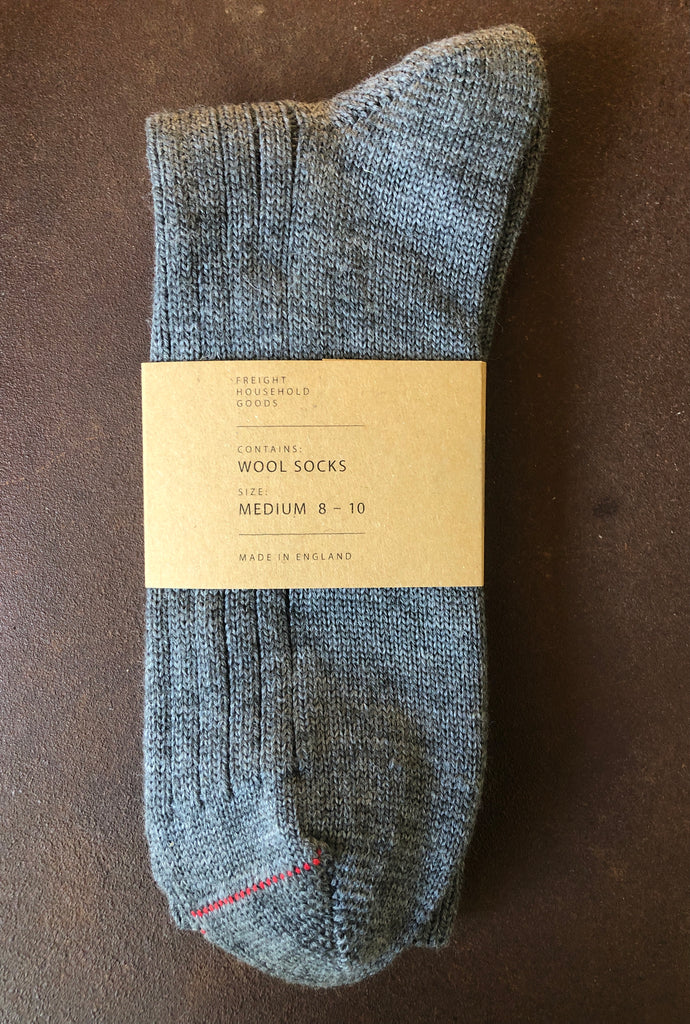 FREIGHT
HOUSEHOLD
GOODS
CONTAINS:
WOOL SOCKS
SIZE:
MEDIUM 8 – 10
MADE IN ENGLAND